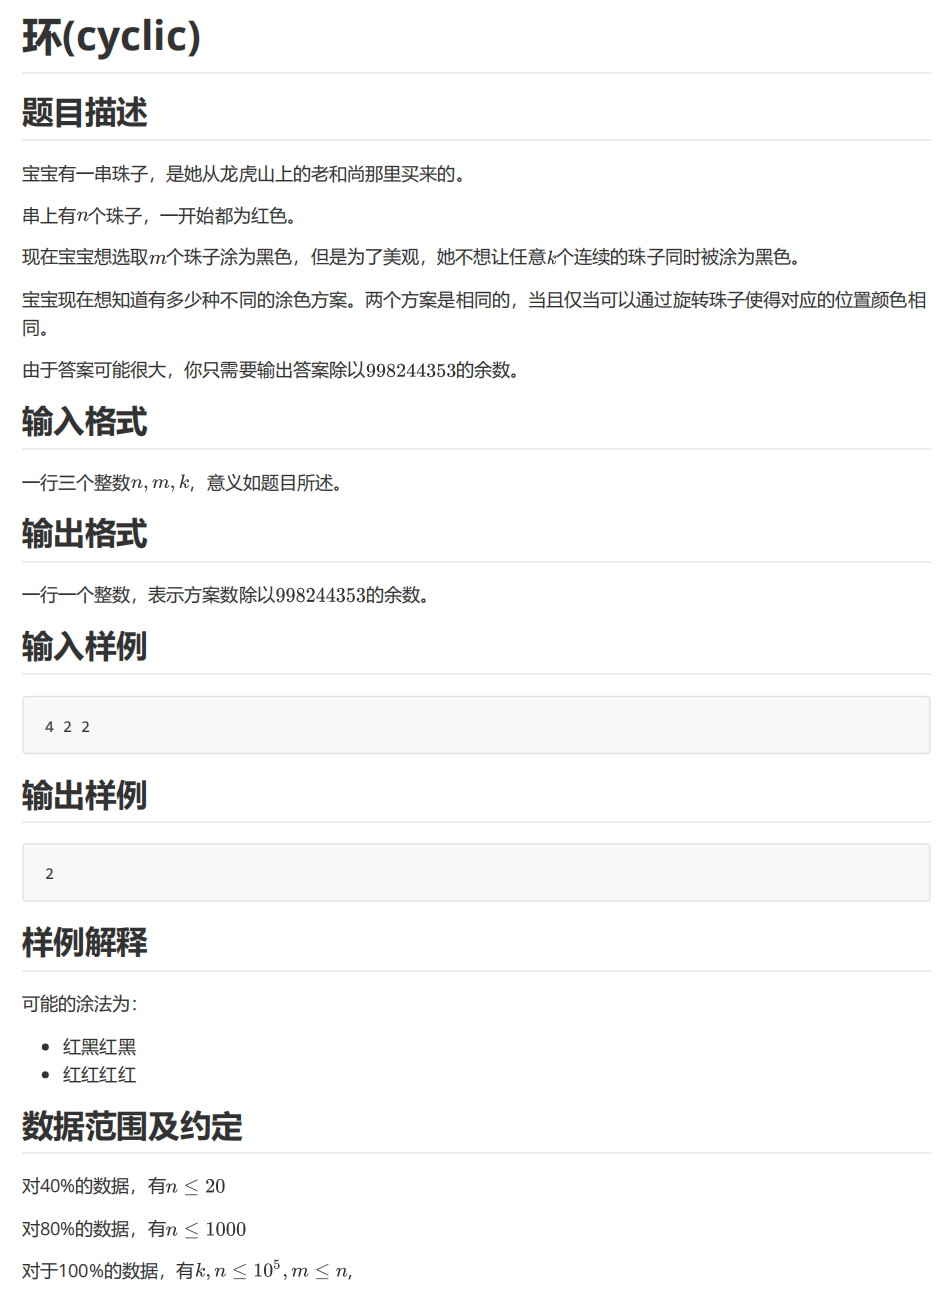 环(cyclic)
题目描述
宝宝有一串珠子，是她从龙虎山上的老和尚那里买来的。
串上有n个珠子，一开始都为红色。
现在宝宝想选取m个珠子涂为黑色，但是为了美观，她不想让任意k个连续的珠子同时被涂为黑色。
宝宝现在想知道有多少种不同的涂色方案。两个方案是相同的，当且仅当可以通过旋转珠子使得对应的位置颜色相
同。
由于答案可能很大，你只需要输出答案除以998244353的余数。
输入格式
一行三个整数n, m, k，意义如题目所述。
输出格式
一行一个整数，表示方案数除以998244353的余数。
输入样例
4 2 2
输出样例
2
样例解释
可能的涂法为：
• 红黑红黑
• 红红红红
数据范围及约定
对40%的数据，有n ≤ 20
对80%的数据，有n ≤ 1000
对于100%的数据，有k, n ≤ 10⁵, m ≤ n,